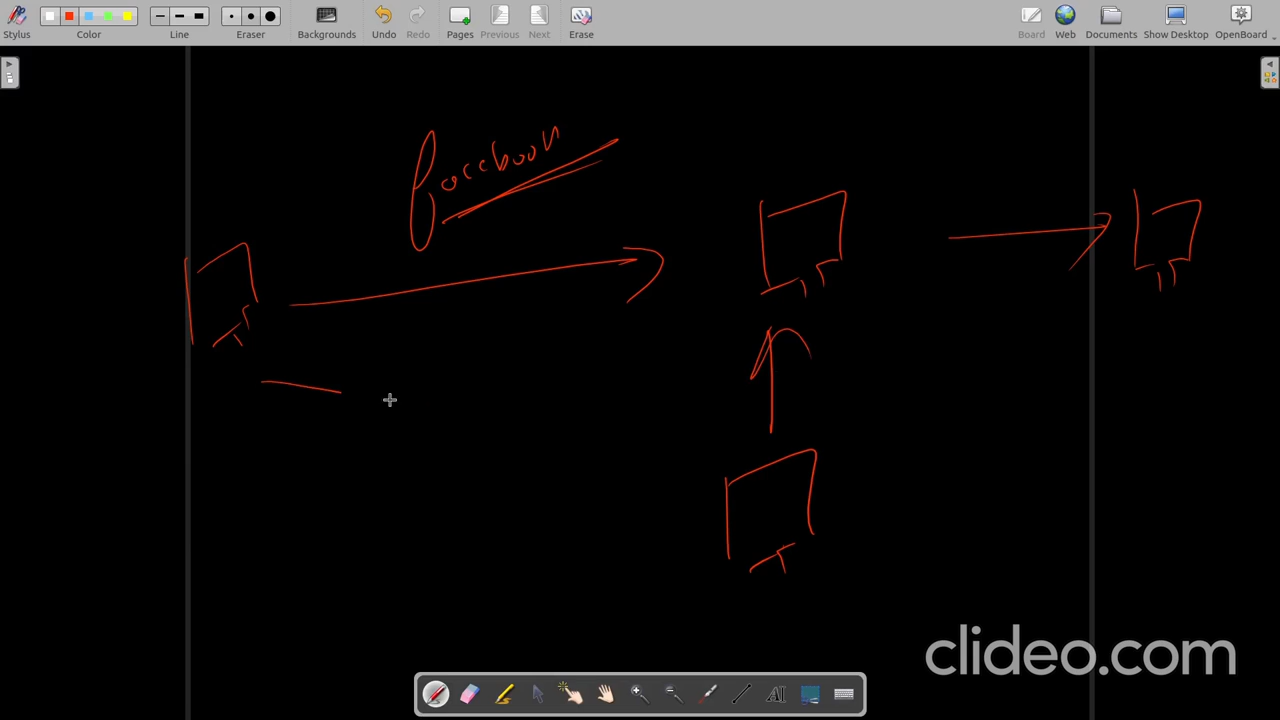 Stylus
Color
Line
Eraser
Backgrounds
Undo
Redo
Pages
Previous
Next
Erase
Board
Web
Documents
Show Desktop
OpenBoard
facebook
AI
clideo.com